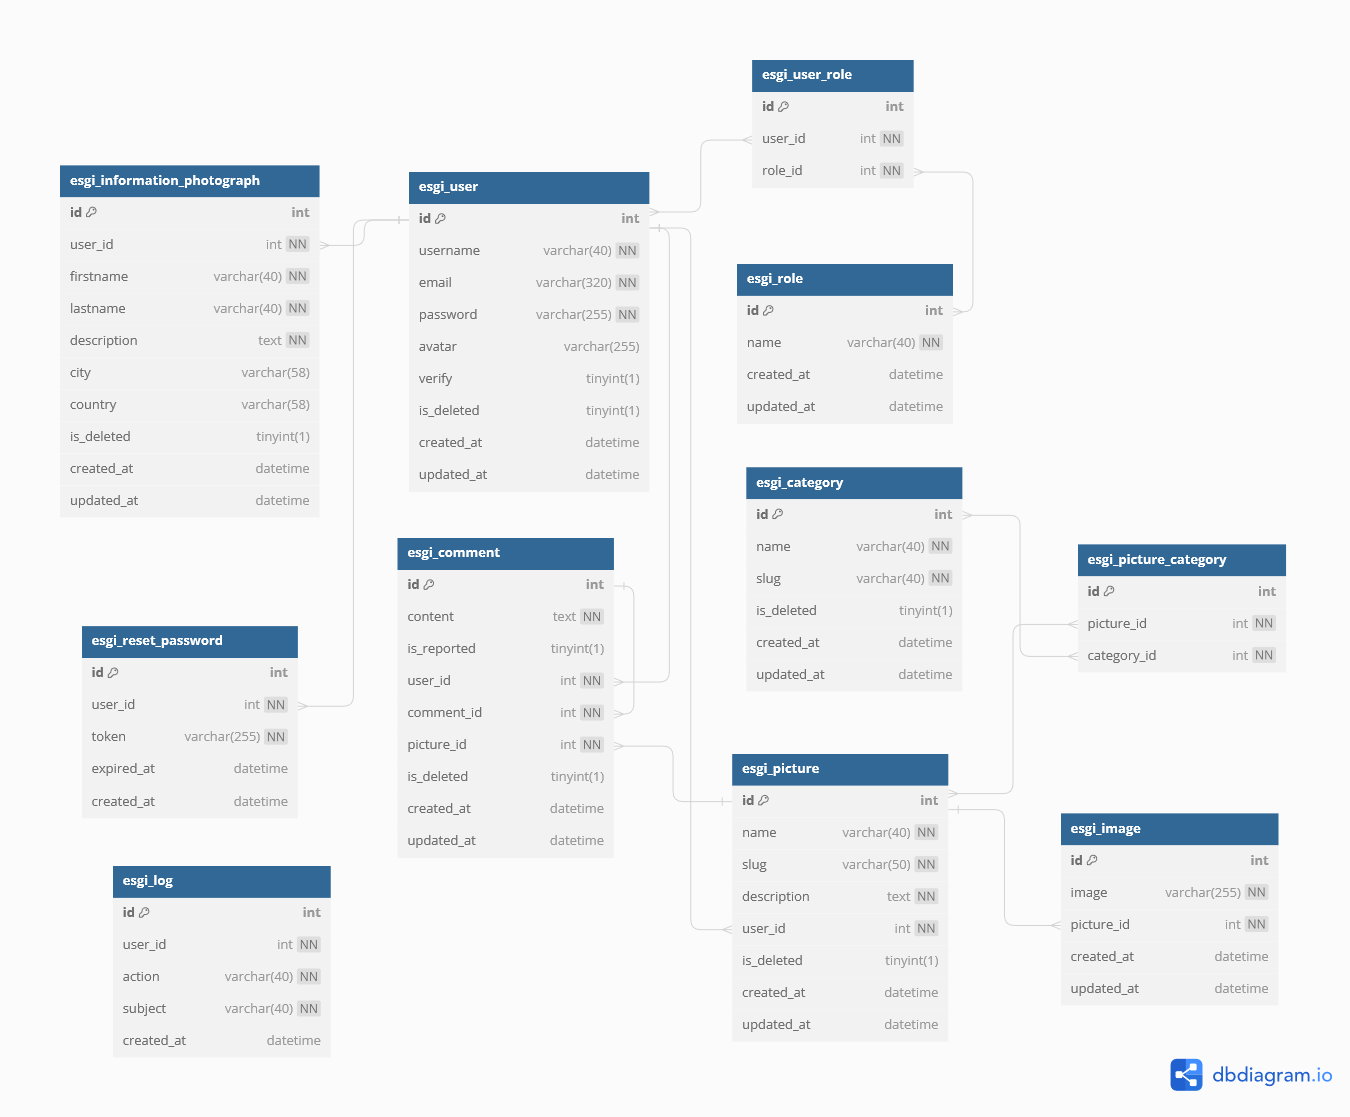 esgi_user_role
id int
user_id int NN
role_id int NN
esgi_information_photograph
id int
user_id int NN
firstname varchar(40) NN
lastname varchar(40) NN
description text NN
city varchar(58)
country varchar(58)
is_deleted tinyint(1)
created_at datetime
updated_at datetime
esgi_user
id int
username varchar(40) NN
email varchar(320) NN
password varchar(255) NN
avatar varchar(255)
verify tinyint(1)
is_deleted tinyint(1)
created_at datetime
updated_at datetime
esgi_role
id int
name varchar(40) NN
created_at datetime
updated_at datetime
esgi_category
id int
name varchar(40) NN
slug varchar(40) NN
is_deleted tinyint(1)
created_at datetime
updated_at datetime
esgi_comment
id int
content text NN
is_reported tinyint(1)
user_id int NN
comment_id int NN
picture_id int NN
is_deleted tinyint(1)
created_at datetime
updated_at datetime
esgi_picture_category
id int
picture_id int NN
category_id int NN
esgi_reset_password
id int
user_id int NN
token varchar(255) NN
expired_at datetime
created_at datetime
esgi_picture
id int
name varchar(40) NN
slug varchar(50) NN
description text NN
user_id int NN
is_deleted tinyint(1)
created_at datetime
updated_at datetime
esgi_image
id int
image varchar(255) NN
picture_id int NN
created_at datetime
updated_at datetime
esgi_log
id int
user_id int NN
action varchar(40) NN
subject varchar(40) NN
created_at datetime
dbdiagram.io